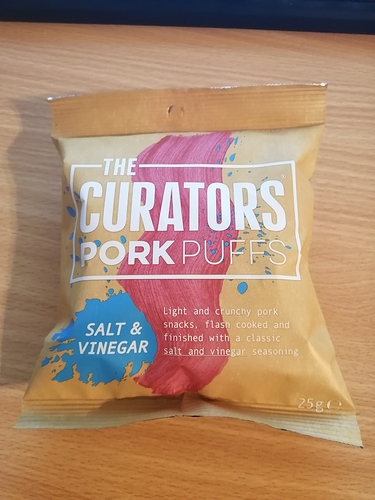 THE
CURATORS
PORK PUFFS
SALT &
VINEGAR
Light and crunchy pork
snacks, flash cooked and
finished with a classic
salt and vinegar seasoning
25g e